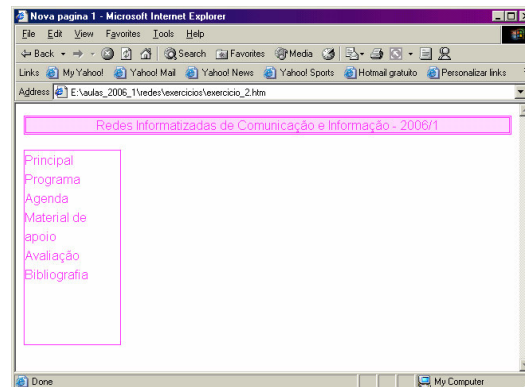 Nova pagina 1 - Microsoft Internet Explorer
File Edit View Favorites Tools Help
Back Search Favorites Media
Links My Yahoo! Yahoo! Mail Yahoo! News Yahoo! Sports Hotmail gratuito Personalizar links
Address E:\aulas_2006_1\redes\exercicios\exercicio_2.htm
Redes Informatizadas de Comunicação e Informação - 2006/1
Principal
Programa
Agenda
Material de
apoio
Avaliação
Bibliografia
Done My Computer